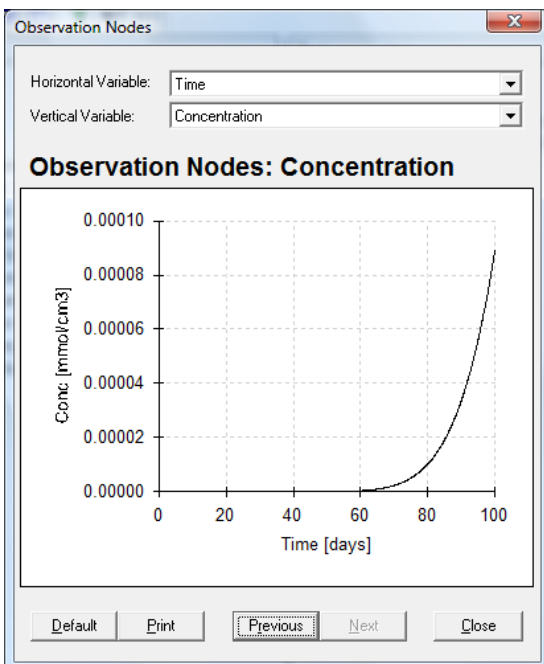 Observation Nodes
Horizontal Variable: Time
Vertical Variable: Concentration
Observation Nodes: Concentration
0.00010
0.00008
0.00006
0.00004
0.00002
0.00000
Conc [mmol/cm3]
0 20 40 60 80 100
Time [days]
Default Print Previous Next Close